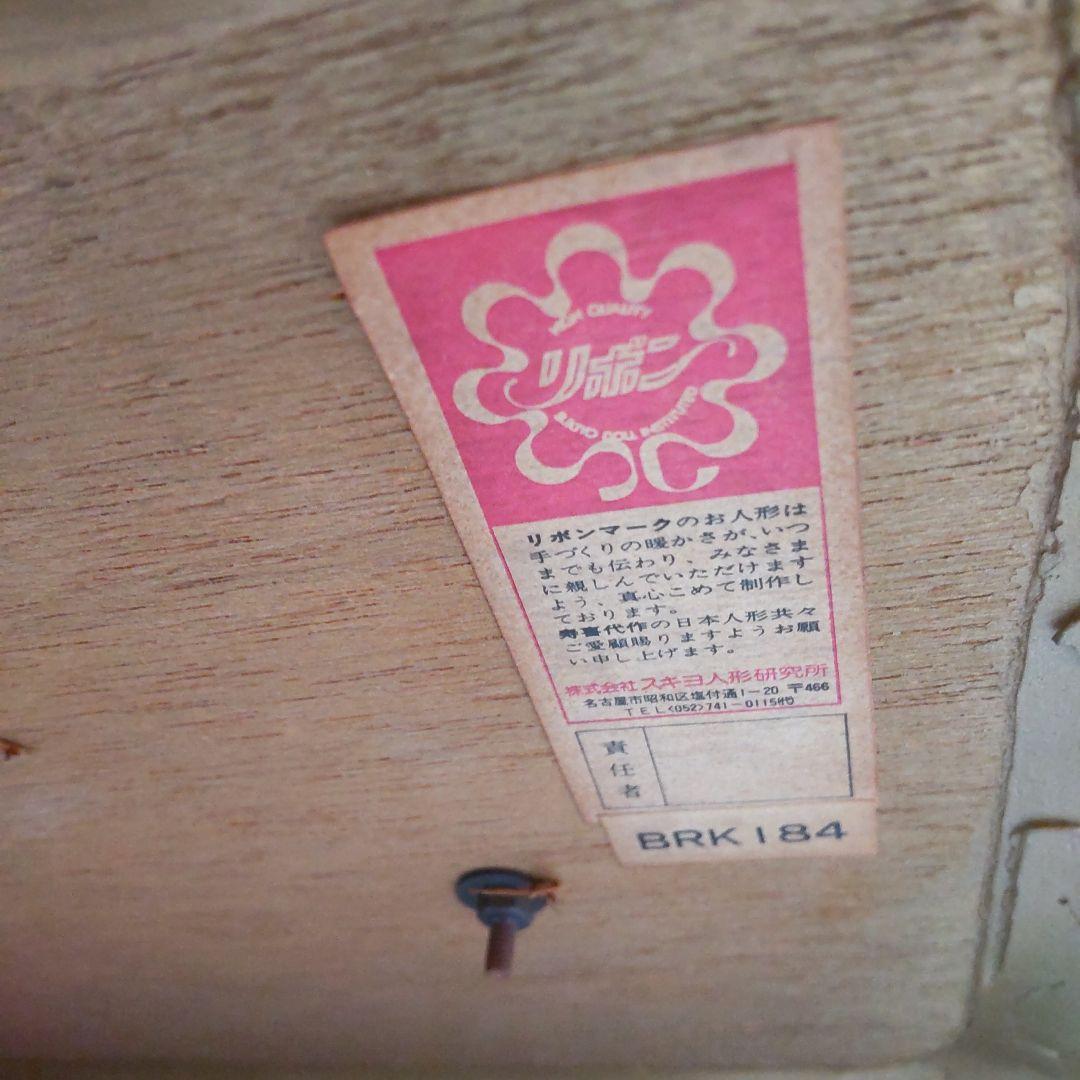 HIGH QUALITY
リボン
SUKIYO DOLL INSTITUTED
リボンマークのお人形は
手づくりの暖かさが、いつ
までも伝わり、みなさま
に親しんでいただけます
よう、真心こめて制作し
ております。
寿喜代作の日本人形共々
ご愛顧賜りますようお願
い申し上げます。
株式会社スキヨ人形研究所
名古屋市昭和区塩付通1-20 〒466
TEL<052>741-0115代
責任者
BRK184